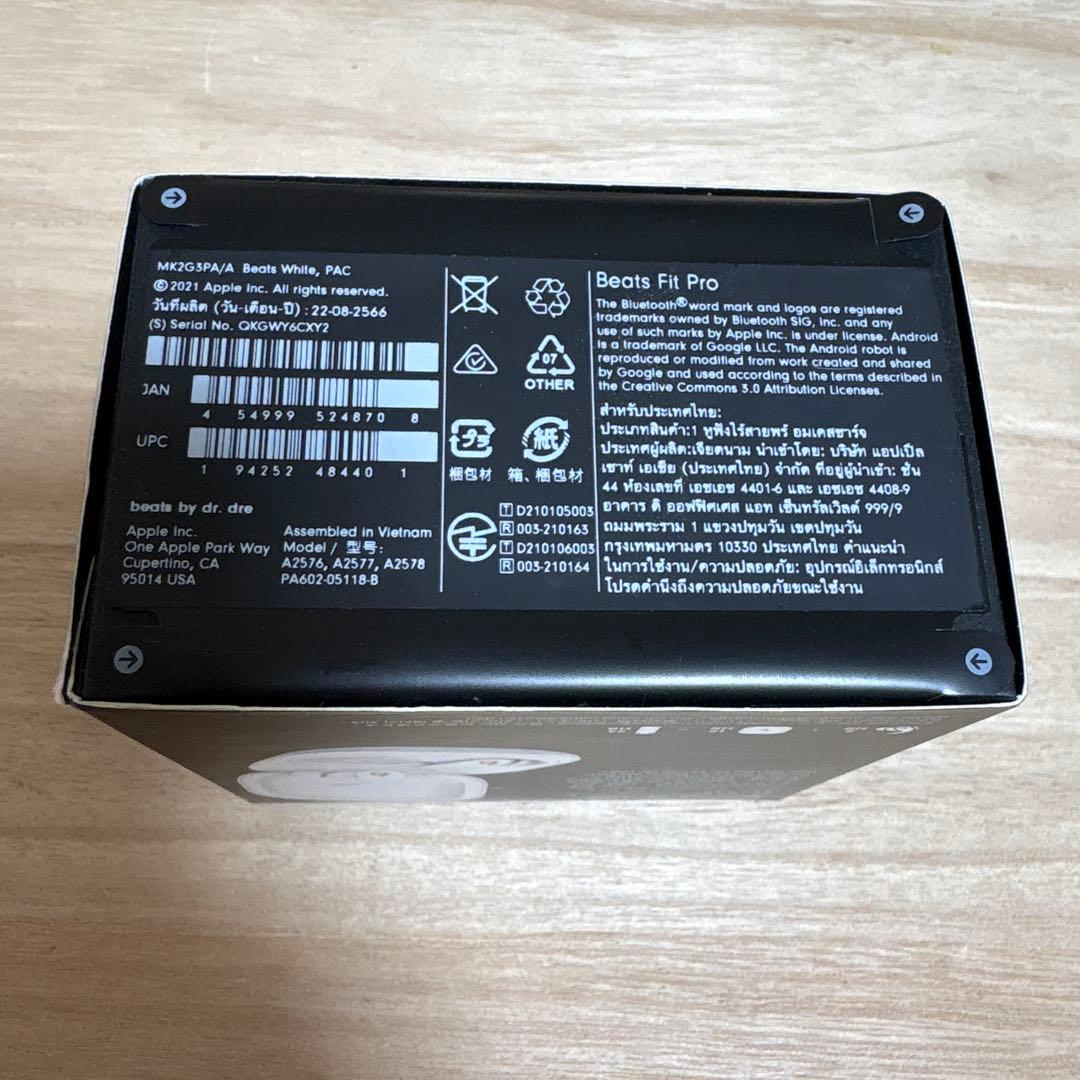 MK2G3PA/A Beats White, PAC
©2021 Apple Inc. All rights reserved.
วันที่ผลิต (วัน-เดือน-ปี) : 22-08-2566
(S) Serial No. QKGWY6CXY2
JAN
4 54999 524870 8
UPC
1 94252 48440 1
beats by dr. dre
Apple Inc.
One Apple Park Way
Cupertino, CA
95014 USA
Assembled in Vietnam
Model / 型号:
A2576, A2577, A2578
PA602-05118-B
07
OTHER
プラ
紙
梱包材
箱、梱包材
T D210105003
R 003-210163
T D210106003
R 003-210164
Beats Fit Pro
The Bluetooth® word mark and logos are registered
trademarks owned by Bluetooth SIG, Inc. and any
use of such marks by Apple Inc. is under license. Android
is a trademark of Google LLC. The Android robot is
reproduced or modified from work created and shared
by Google and used according to the terms described in
the Creative Commons 3.0 Attribution Licenses.
สำหรับประเทศไทย:
ประเภทสินค้า:1 หูฟังไร้สายพร้อมเคสชาร์จ
ประเทศผู้ผลิต:เวียดนาม นำเข้าโดย: บริษัท แอปเปิล
เซาท์ เอเชีย (ประเทศไทย) จำกัด ที่อยู่ผู้นำเข้า: ชั้น
44 ห้องเลขที่ เอชเอช 4401-6 และ เอชเอช 4408-9
อาคาร ดิ ออฟฟิศเศส แอท เซ็นทรัลเวิลด์ 999/9
ถนนพระราม 1 แขวงปทุมวัน เขตปทุมวัน
กรุงเทพมหานคร 10330 ประเทศไทย คำแนะนำ
ในการใช้งาน/ความปลอดภัย: อุปกรณ์อิเล็กทรอนิกส์
โปรดคำนึงถึงความปลอดภัยขณะใช้งาน